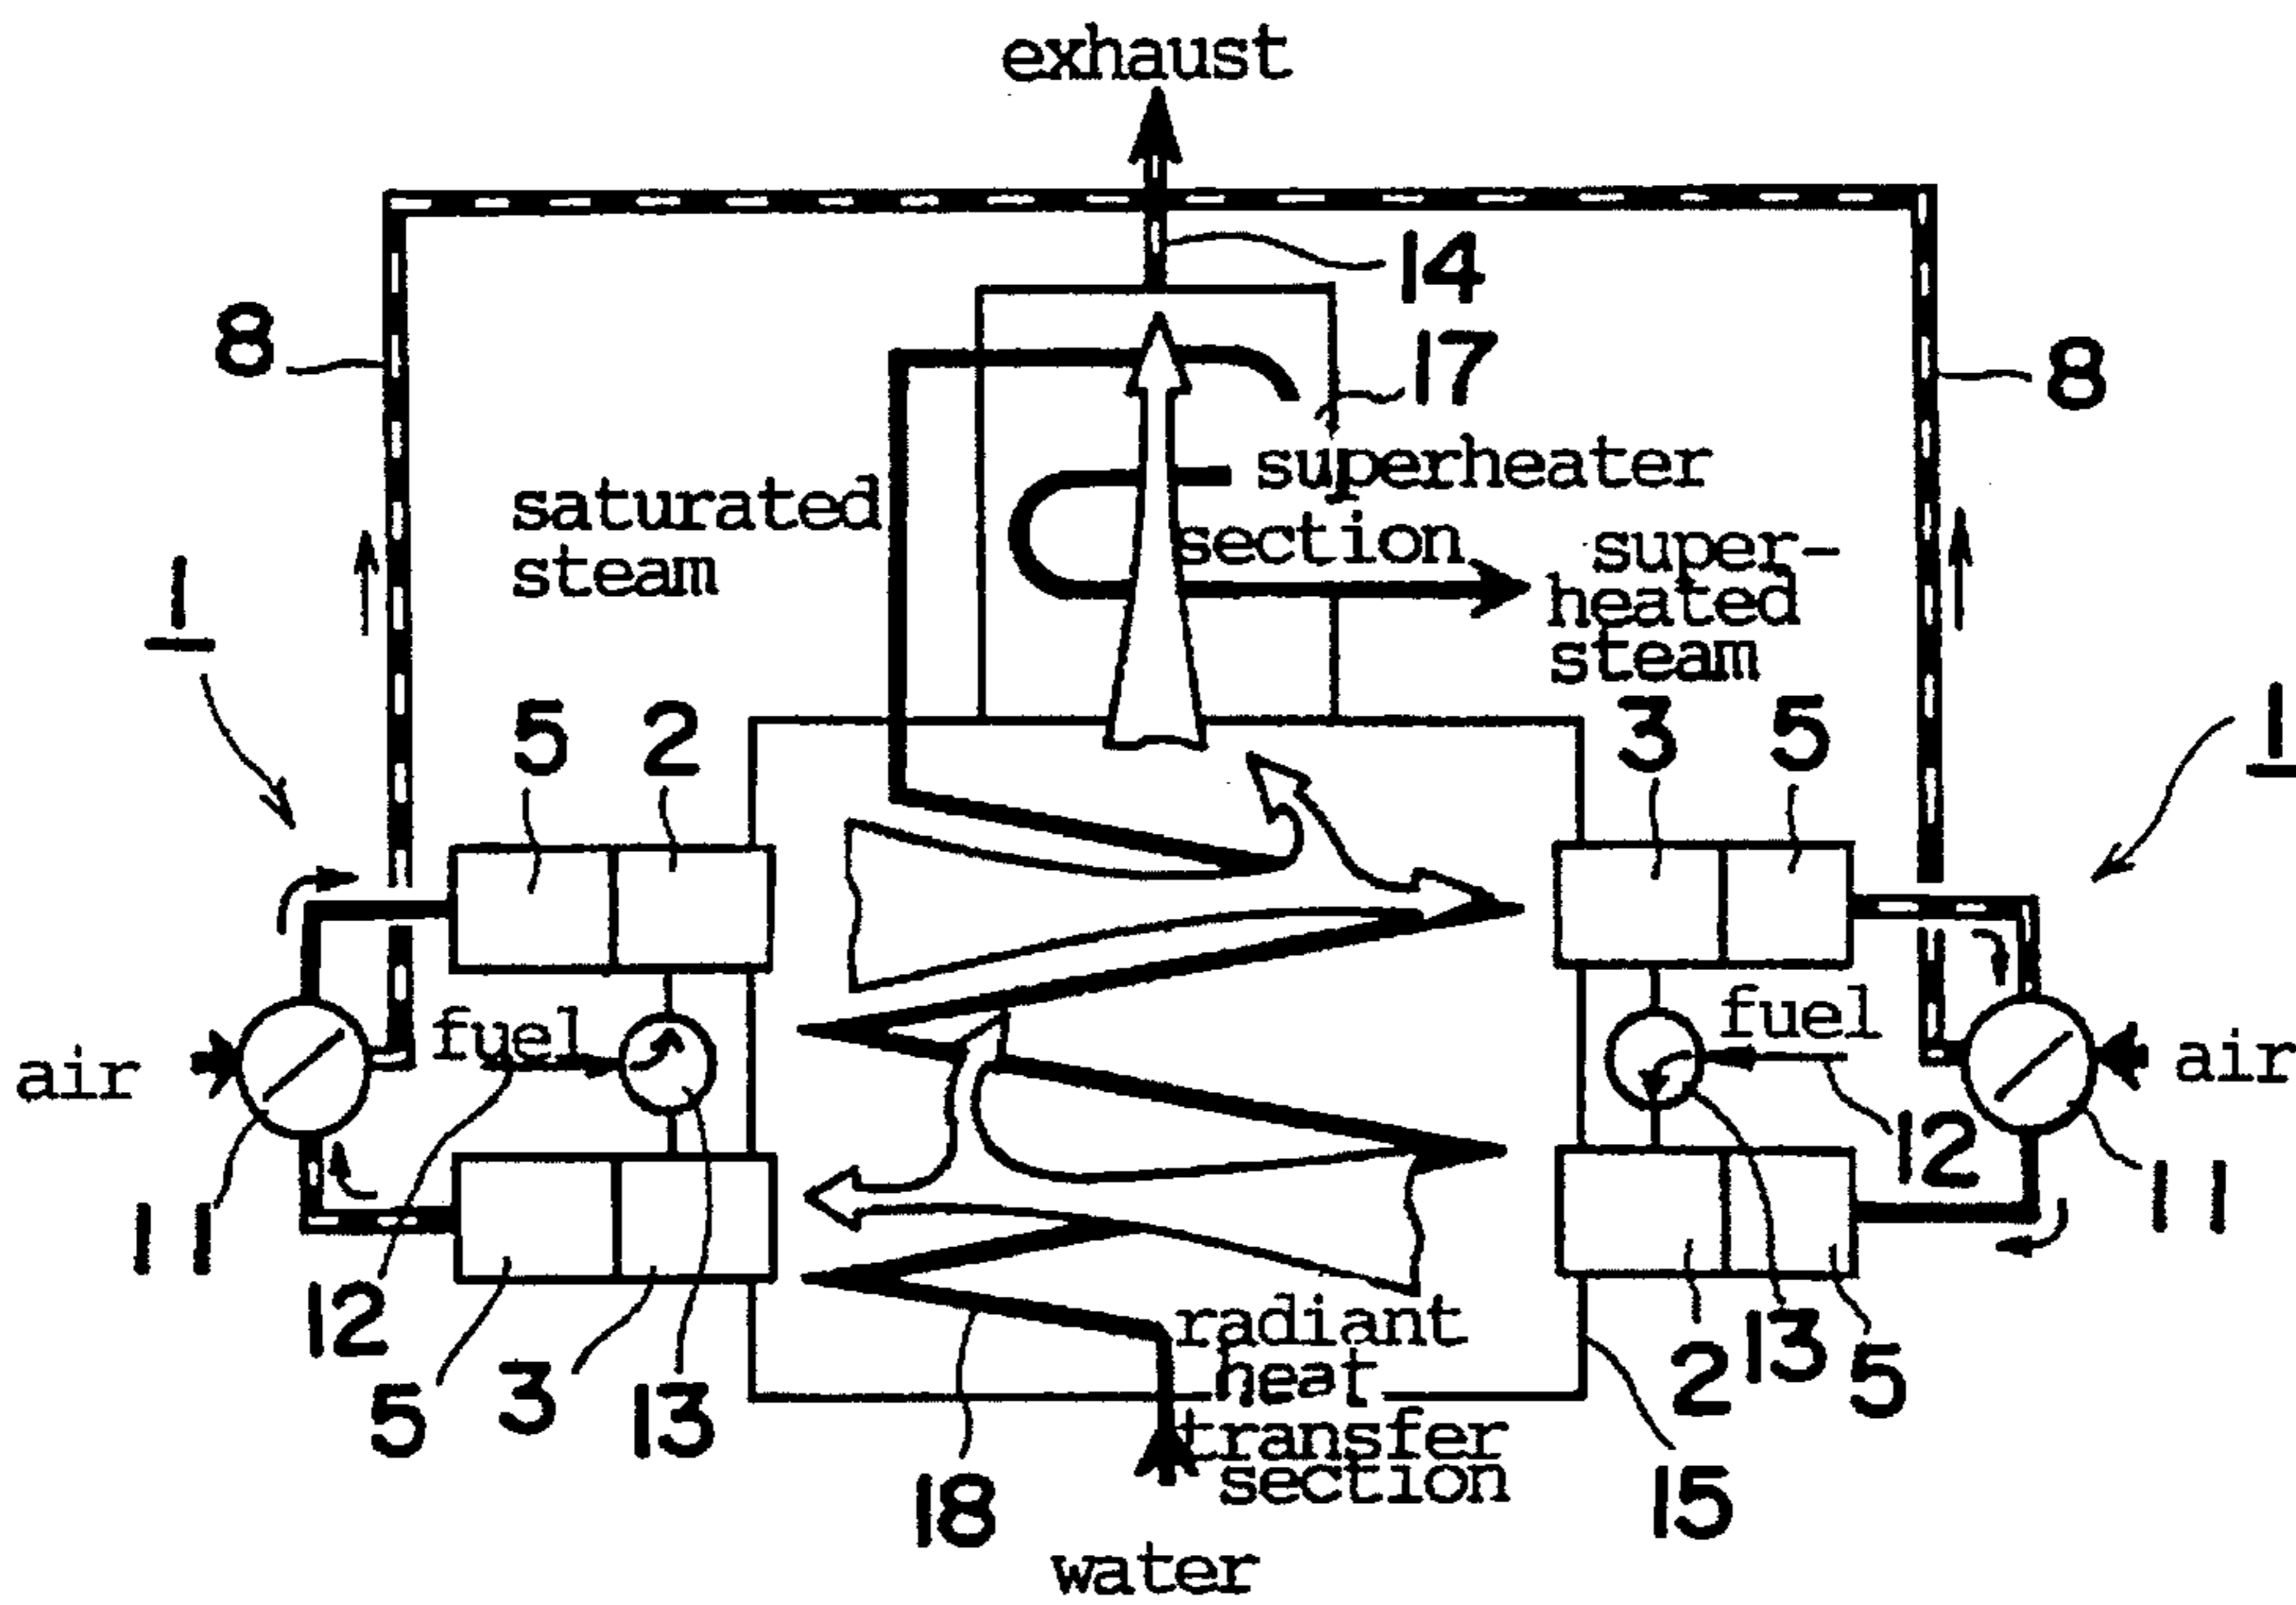 exhaust
14
8
17
8
superheater
saturated
section
super-
steam
heated
steam
1
5
2
3
5
1
fuel
fuel
air
air
12
11
11
12
radiant
2
13
5
heat
5
3
13
transfer
section
18
15
water